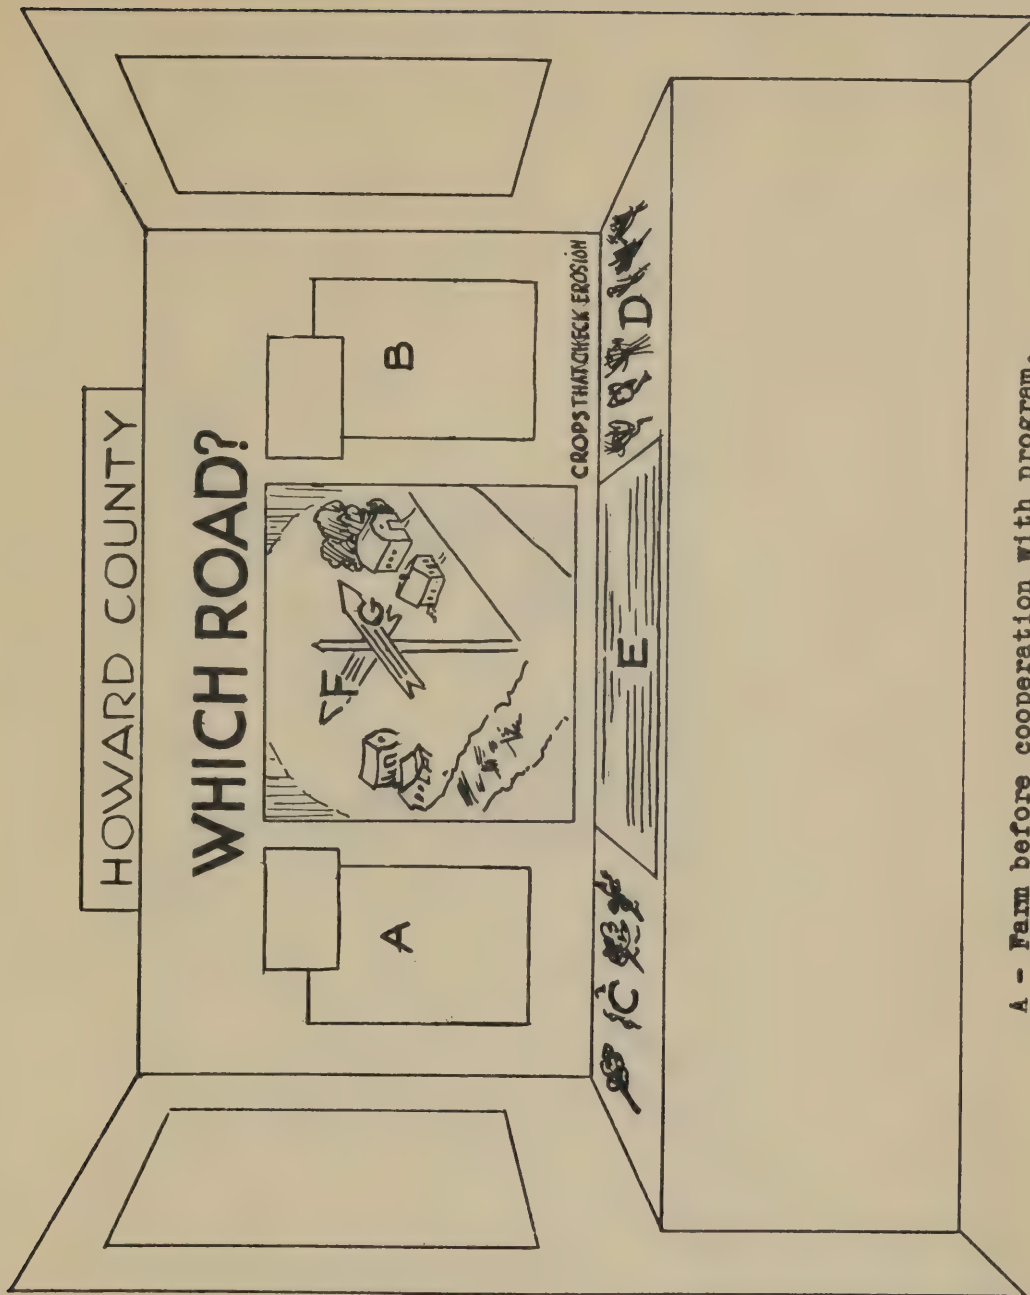 HOWARD COUNTY
WHICH ROAD?
A
F
G
B
CROPS THAT CHECK EROSION
C
E
D
A - Farm before cooperation with program.